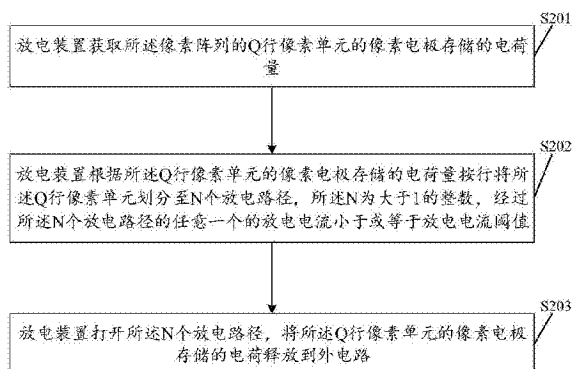 S201
放电装置获取所述像素阵列的Q行像素单元的像素电极存储的电荷
量
S202
放电装置根据所述Q行像素单元的像素电极存储的电荷量按行将所
述Q行像素单元划分至N个放电路径，所述N为大于1的整数，经过
所述N个放电路径的任意一个的放电电流小于或等于放电电流阈值
S203
放电装置打开所述N个放电路径，将所述Q行像素单元的像素电极
存储的电荷释放到外电路